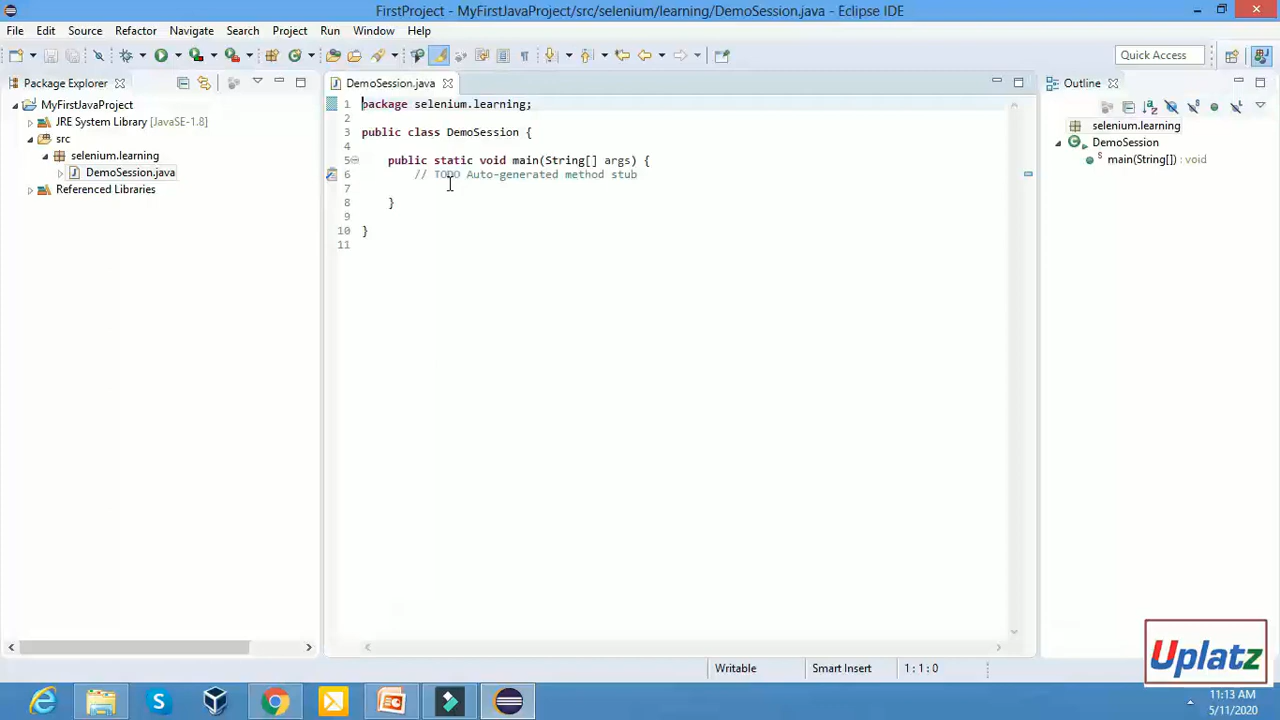 FirstProject - MyFirstJavaProject/src/selenium/learning/DemoSession.java - Eclipse IDE
File Edit Source Refactor Navigate Search Project Run Window Help
Quick Access
Package Explorer
MyFirstJavaProject
JRE System Library [JavaSE-1.8]
src
selenium.learning
DemoSession.java
Referenced Libraries
DemoSession.java
1 package selenium.learning;
2
3 public class DemoSession {
4
5 public static void main(String[] args) {
6 // TODO Auto-generated method stub
7
8 }
9
10 }
11
Outline
selenium.learning
DemoSession
main(String[]) : void
Writable Smart Insert 1 : 1 : 0
Uplatz
11:13 AM
5/11/2020